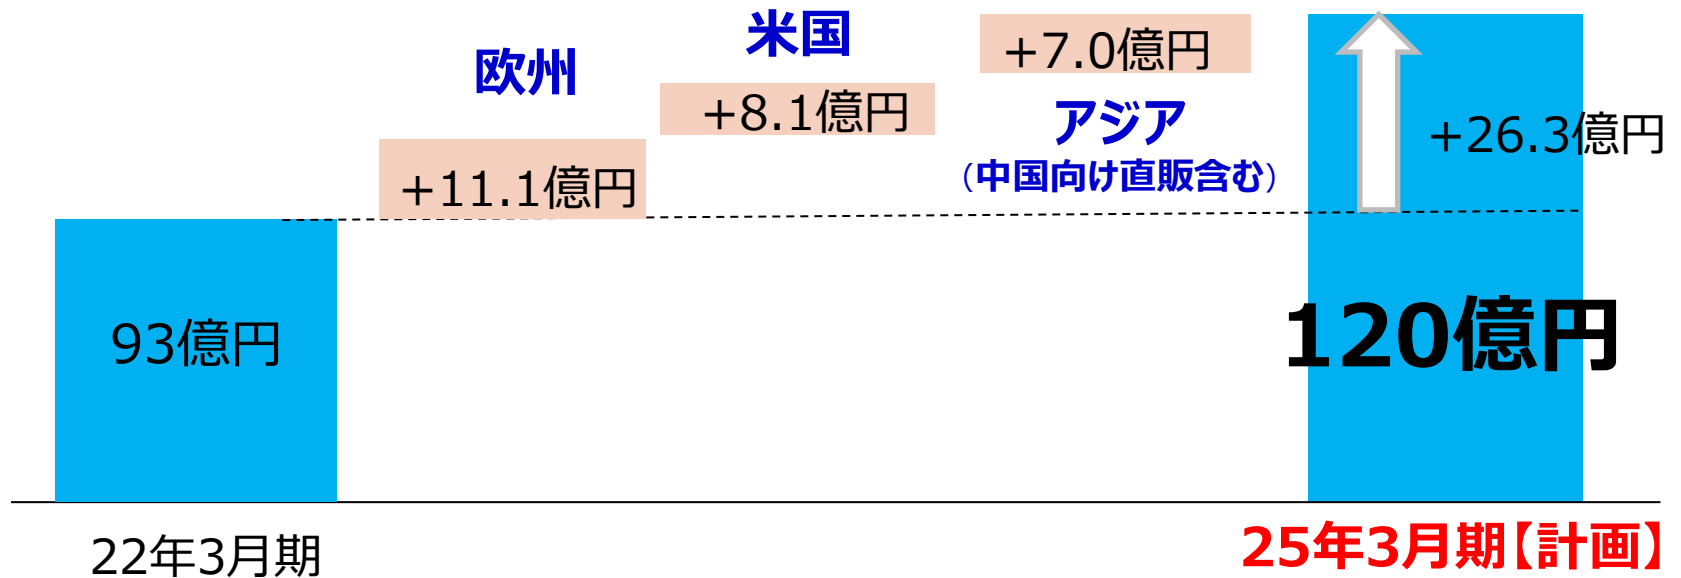 93億円
22年3月期
欧州
+11.1億円
米国
+8.1億円
+7.0億円
アジア
(中国向け直販含む)
+26.3億円
120億円
25年3月期【計画】